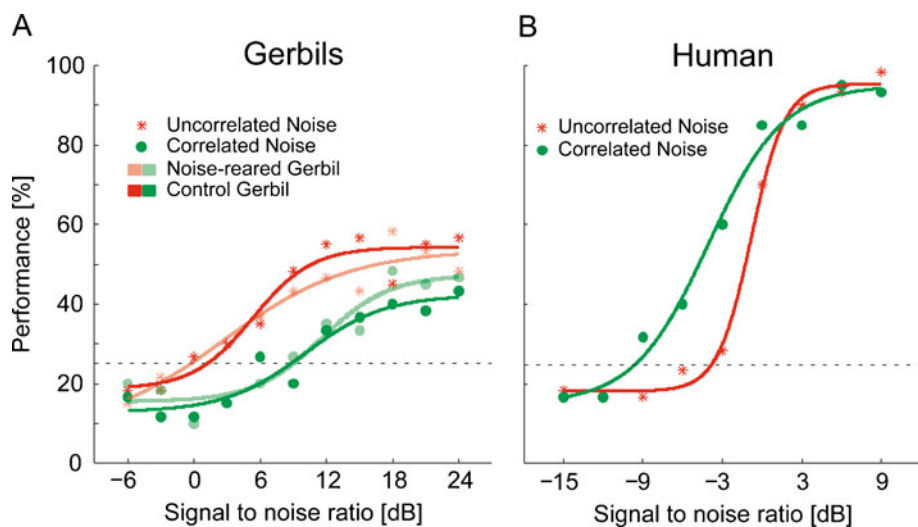 A
Gerbils
100
80
60
40
20
0
Performance [%]
Uncorrelated Noise
Correlated Noise
Noise-reared Gerbil
Control Gerbil
−6 0 6 12 18 24
Signal to noise ratio [dB]
B
Human
Uncorrelated Noise
Correlated Noise
−15 −9 −3 3 9
Signal to noise ratio [dB]